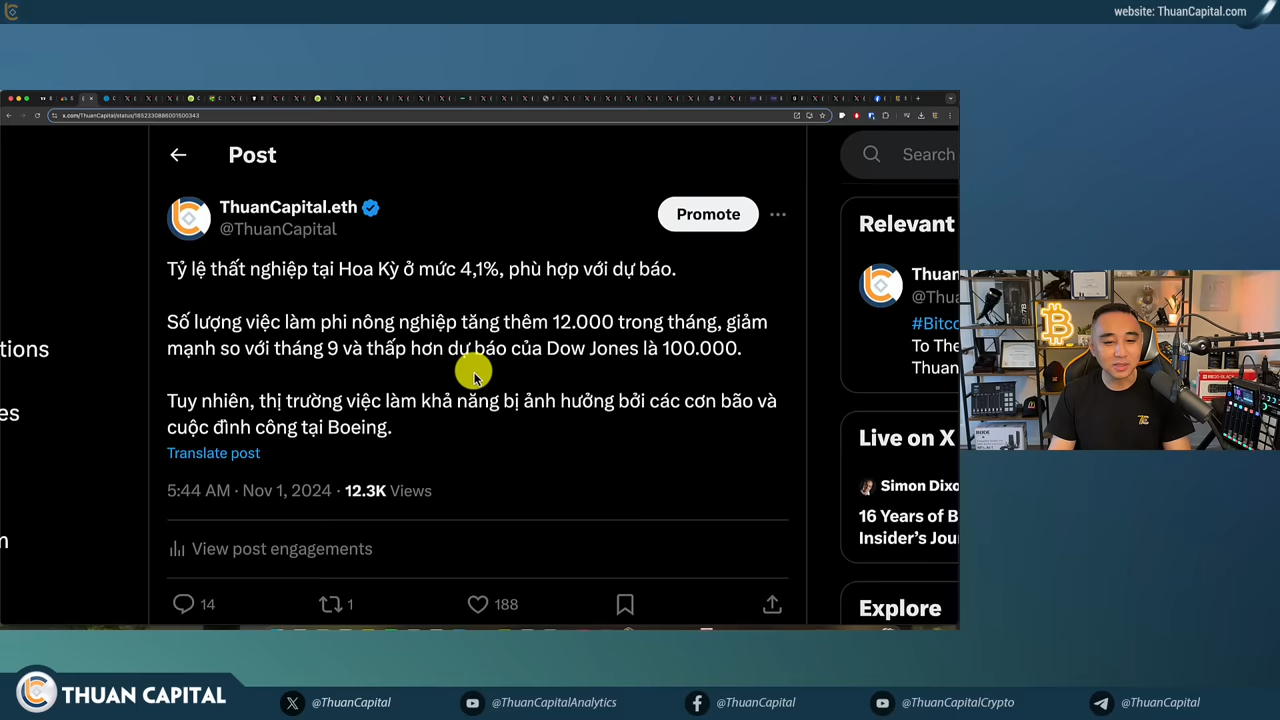 website: ThuanCapital.com
x.com/ThuanCapital/status/1852330886001500343
Post
Search
ThuanCapital.eth
@ThuanCapital
Promote
Tỷ lệ thất nghiệp tại Hoa Kỳ ở mức 4,1%, phù hợp với dự báo.
Số lượng việc làm phi nông nghiệp tăng thêm 12.000 trong tháng, giảm
mạnh so với tháng 9 và thấp hơn dự báo của Dow Jones là 100.000.
Tuy nhiên, thị trường việc làm khả năng bị ảnh hưởng bởi các cơn bão và
cuộc đình công tại Boeing.
Translate post
5:44 AM · Nov 1, 2024 · 12.3K Views
View post engagements
14
1
188
tions
es
m
Relevant
Thuan
@Thua
#Bitco
To The
Thuan
Live on X
Simon Dixo
16 Years of B
Insider's Jou
Explore
THUAN CAPITAL
@ThuanCapital
@ThuanCapitalAnalytics
@ThuanCapital
@ThuanCapitalCrypto
@ThuanCapital